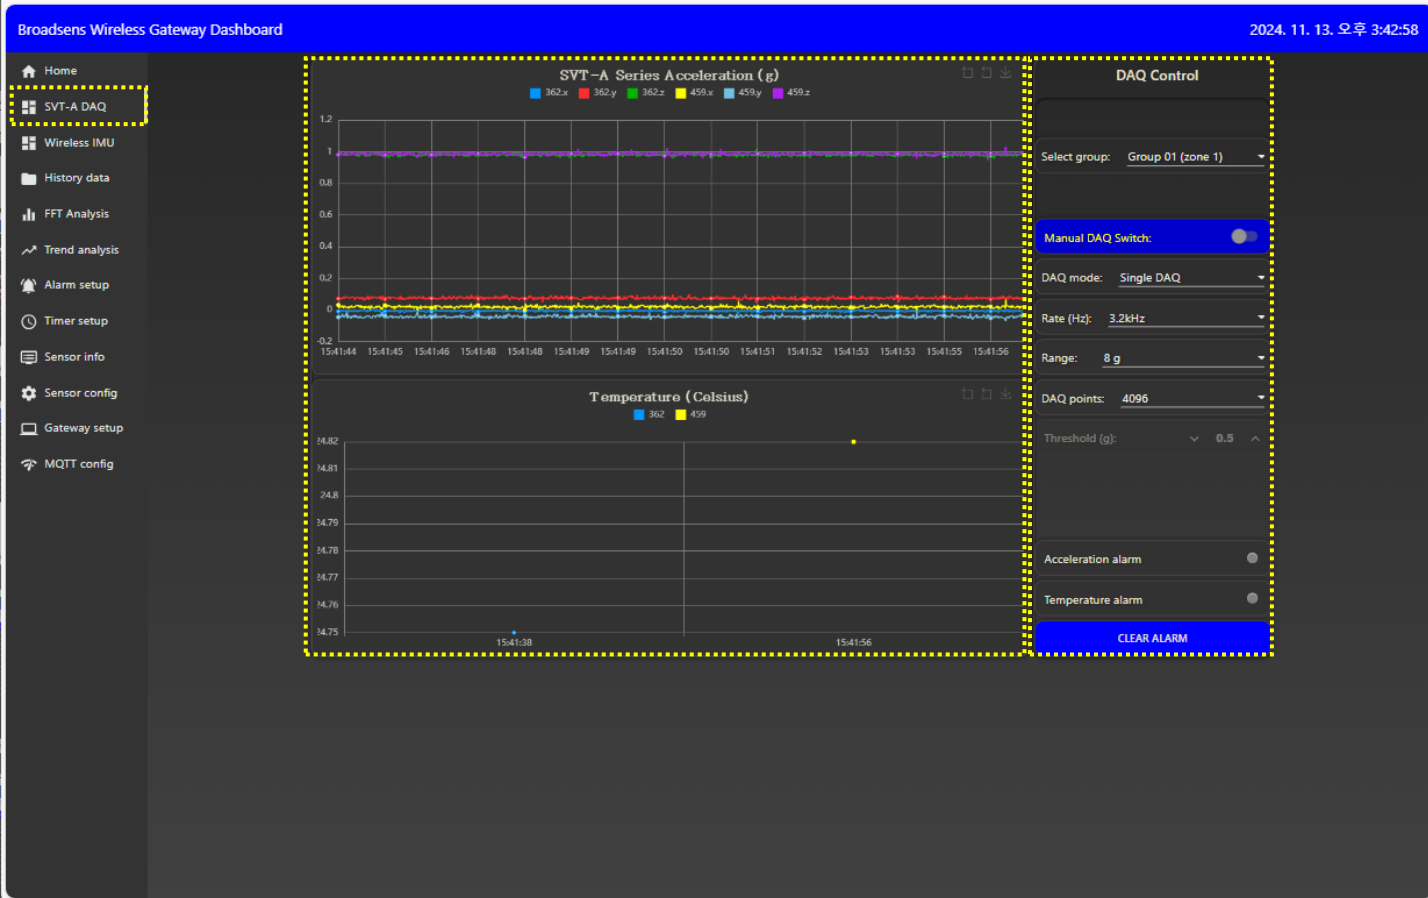 Broadsens Wireless Gateway Dashboard
2024. 11. 13. 오후 3:42:58
Home
SVT-A DAQ
Wireless IMU
History data
FFT Analysis
Trend analysis
Alarm setup
Timer setup
Sensor info
Sensor config
Gateway setup
MQTT config
SVT-A Series Acceleration (g)
362.x 362.y 362.z 459.x 459.y 459.z
1.2
1
0.8
0.6
0.4
0.2
0
-0.2
15:41:44 15:41:45 15:41:46 15:41:48 15:41:48 15:41:49 15:41:49 15:41:50 15:41:50 15:41:51 15:41:52 15:41:53 15:41:53 15:41:55 15:41:56
Temperature (Celsius)
362 459
24.82
24.81
24.8
24.79
24.78
24.77
24.76
24.75
15:41:38 15:41:56
DAQ Control
Select group: Group 01 (zone 1)
Manual DAQ Switch:
DAQ mode: Single DAQ
Rate (Hz): 3.2kHz
Range: 8 g
DAQ points: 4096
Threshold (g): 0.5
Acceleration alarm
Temperature alarm
CLEAR ALARM